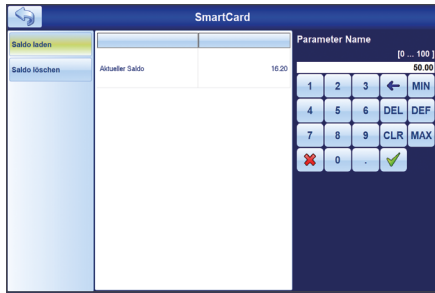 SmartCard
Saldo laden
Saldo löschen
Aktueller Saldo 16.20
Parameter Name
[0 ... 100 ]
50.00
1 2 3 MIN
4 5 6 DEL DEF
7 8 9 CLR MAX
0 .